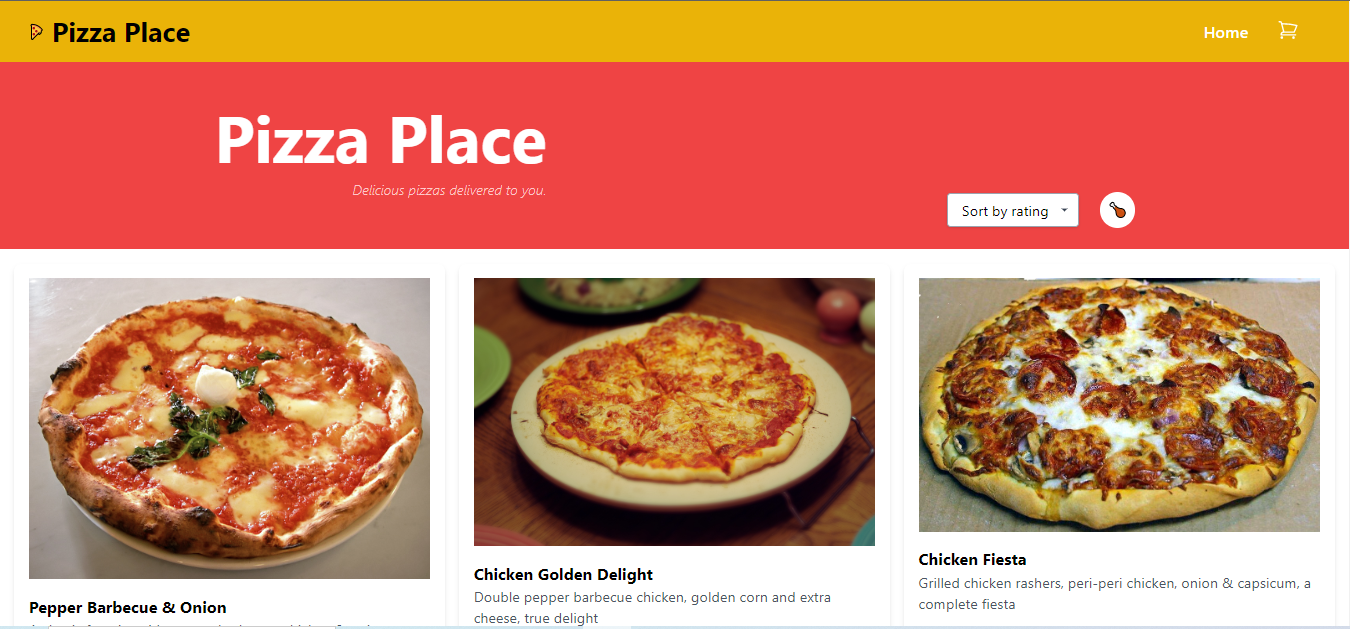 Pizza Place
Home
Pizza Place
Delicious pizzas delivered to you.
Sort by rating
Pepper Barbecue & Onion
Chicken Golden Delight
Double pepper barbecue chicken, golden corn and extra
cheese, true delight
Chicken Fiesta
Grilled chicken rashers, peri-peri chicken, onion & capsicum, a
complete fiesta